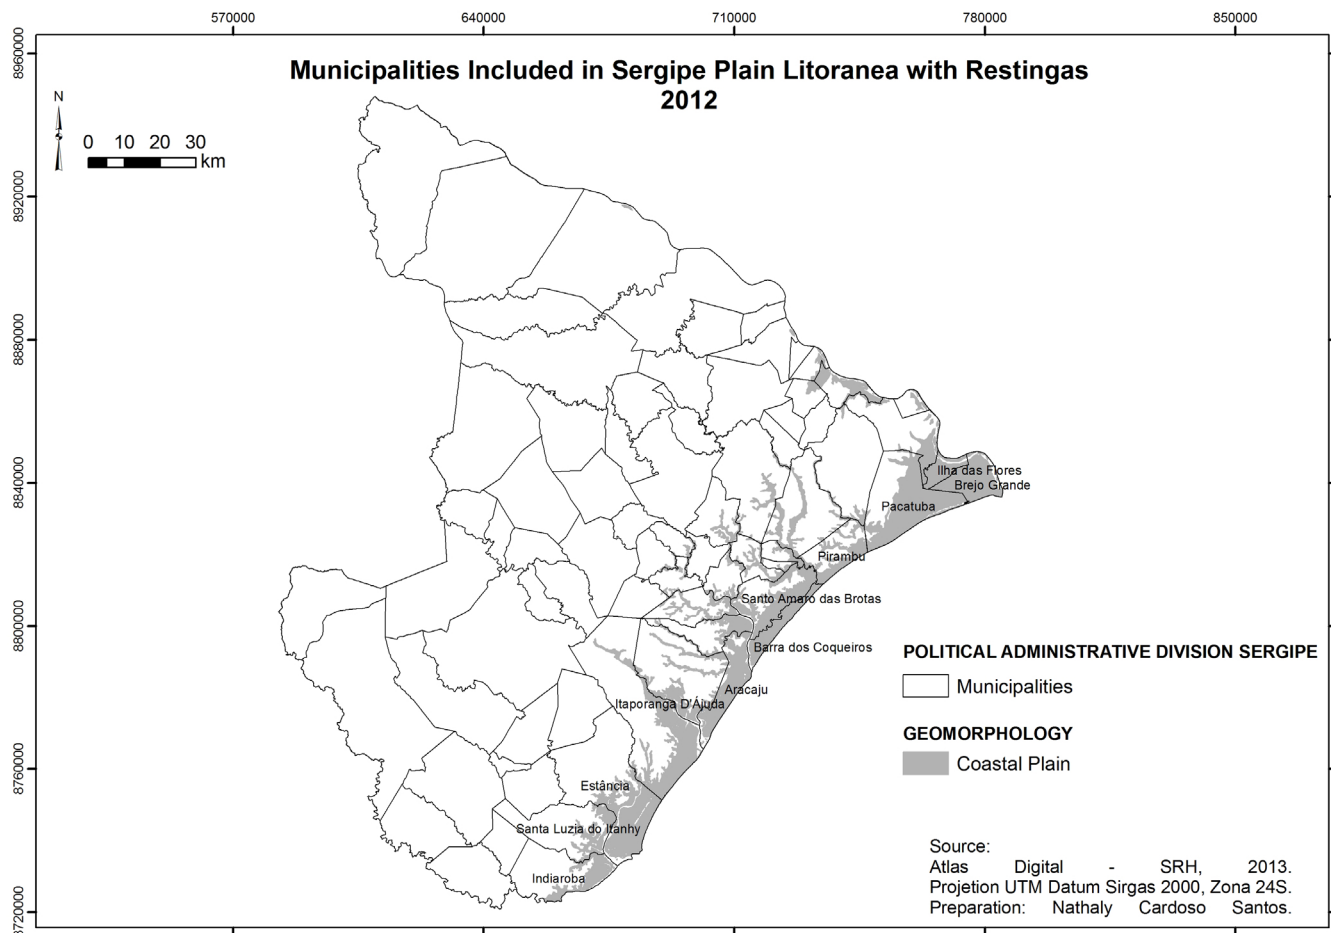 570000 640000 710000 780000 850000
8960000
8920000
8880000
8840000
8800000
8760000
8720000
Municipalities Included in Sergipe Plain Litoranea with Restingas
2012
N
0 10 20 30
km
Ilha das Flores
Brejo Grande
Pacatuba
Pirambu
Santo Amaro das Brotas
Barra dos Coqueiros
Aracaju
Itaporanga D'Ájuda
Estância
Santa Luzia do Itanhy
Indiaroba
POLITICAL ADMINISTRATIVE DIVISION SERGIPE
Municipalities
GEOMORPHOLOGY
Coastal Plain
Source:
Atlas Digital - SRH, 2013.
Projetion UTM Datum Sirgas 2000, Zona 24S.
Preparation: Nathaly Cardoso Santos.